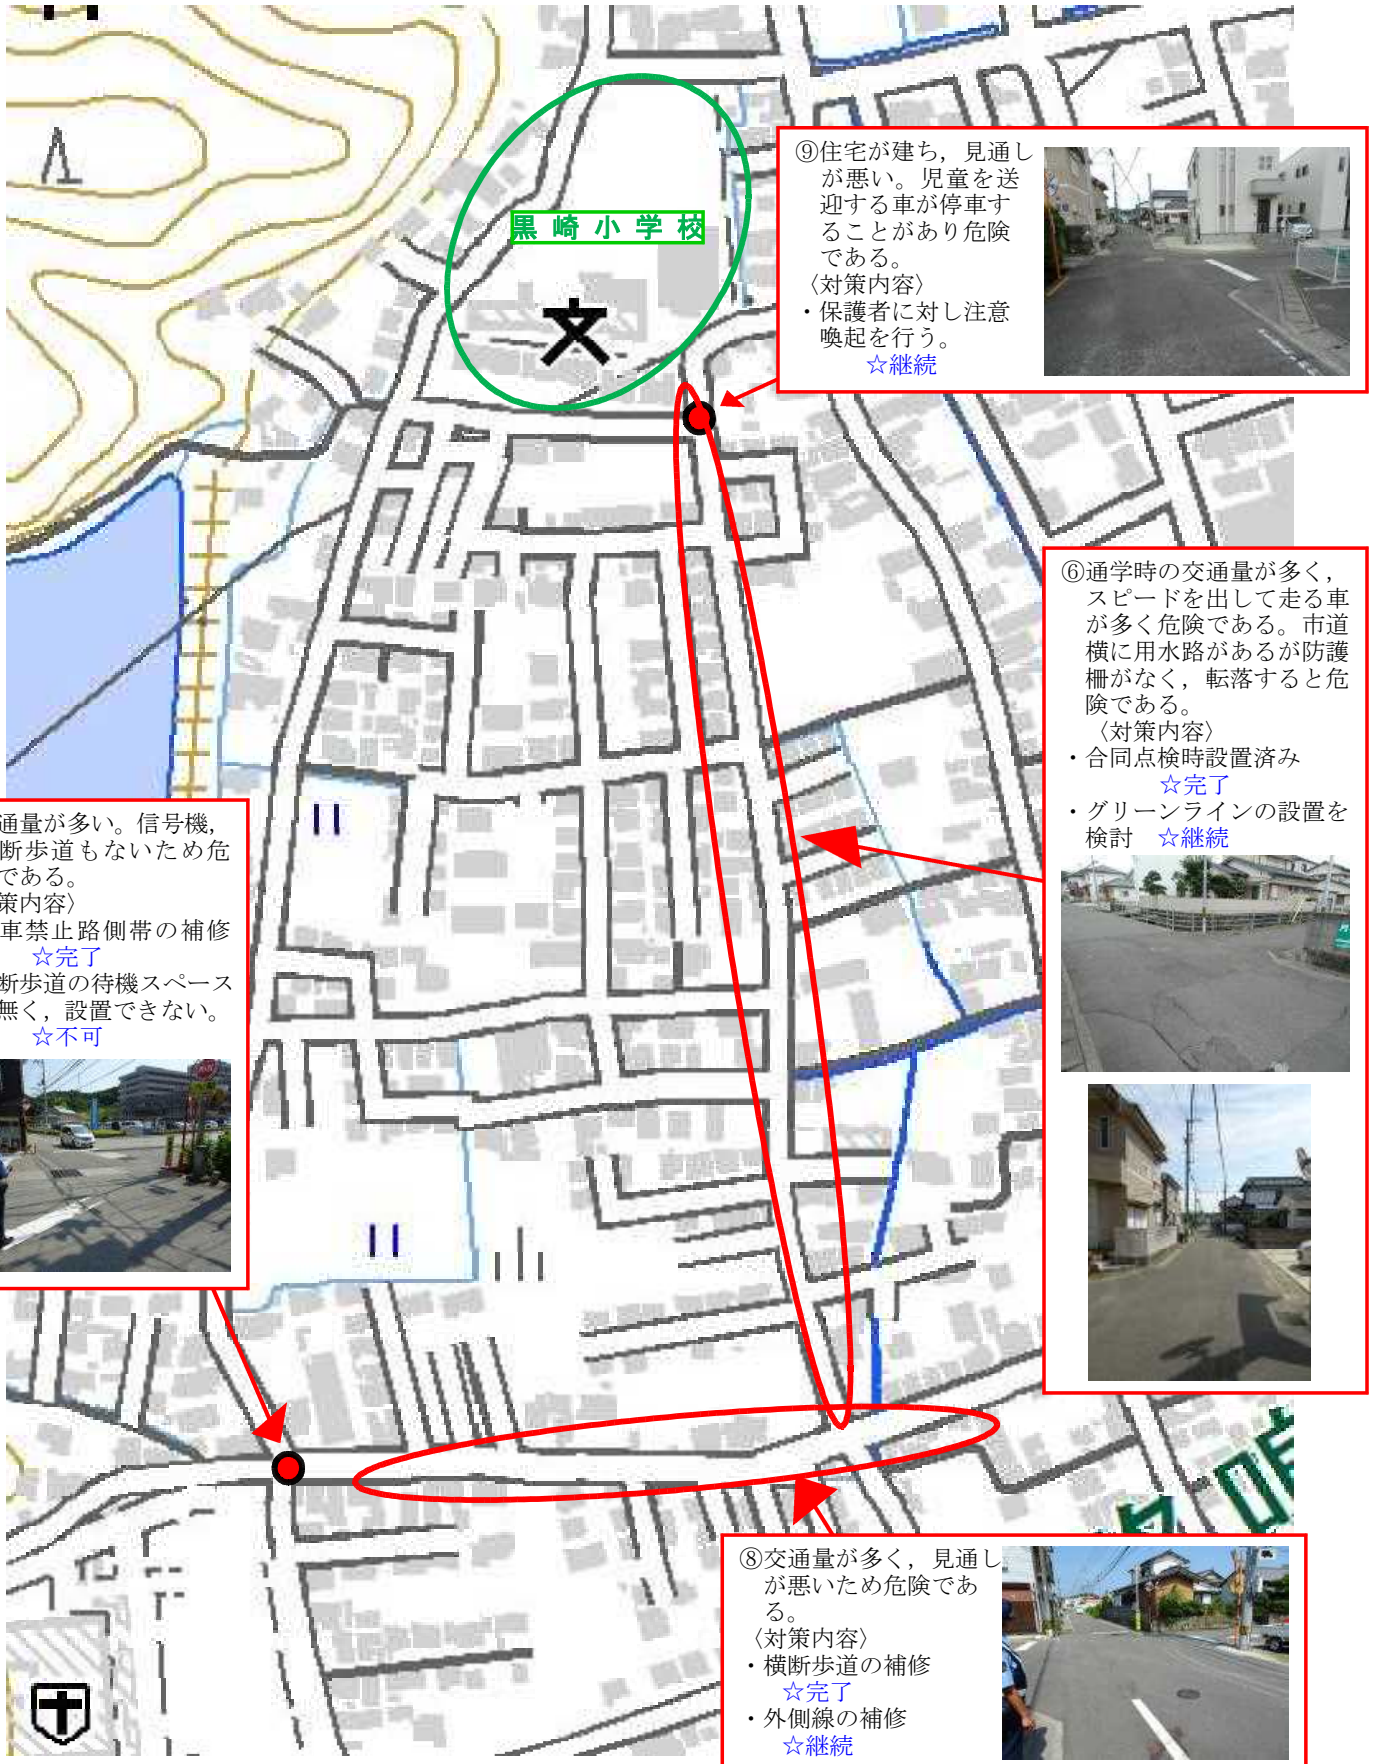 黒崎小学校
⑨住宅が建ち，見通し
が悪い。児童を送
迎する車が停車す
ることがあり危険
である。
〈対策内容〉
・保護者に対し注意
喚起を行う。
☆継続
⑥通学時の交通量が多く，
スピードを出して走る車
が多く危険である。市道
横に用水路があるが防護
柵がなく，転落すると危
険である。
〈対策内容〉
・合同点検時設置済み
☆完了
・グリーンラインの設置を
検討　☆継続
通量が多い。信号機，
断歩道もないため危
である。
策内容〉
車禁止路側帯の補修
☆完了
断歩道の待機スペース
無く，設置できない。
☆不可
⑧交通量が多く，見通し
が悪いため危険であ
る。
〈対策内容〉
・横断歩道の補修
☆完了
・外側線の補修
☆継続